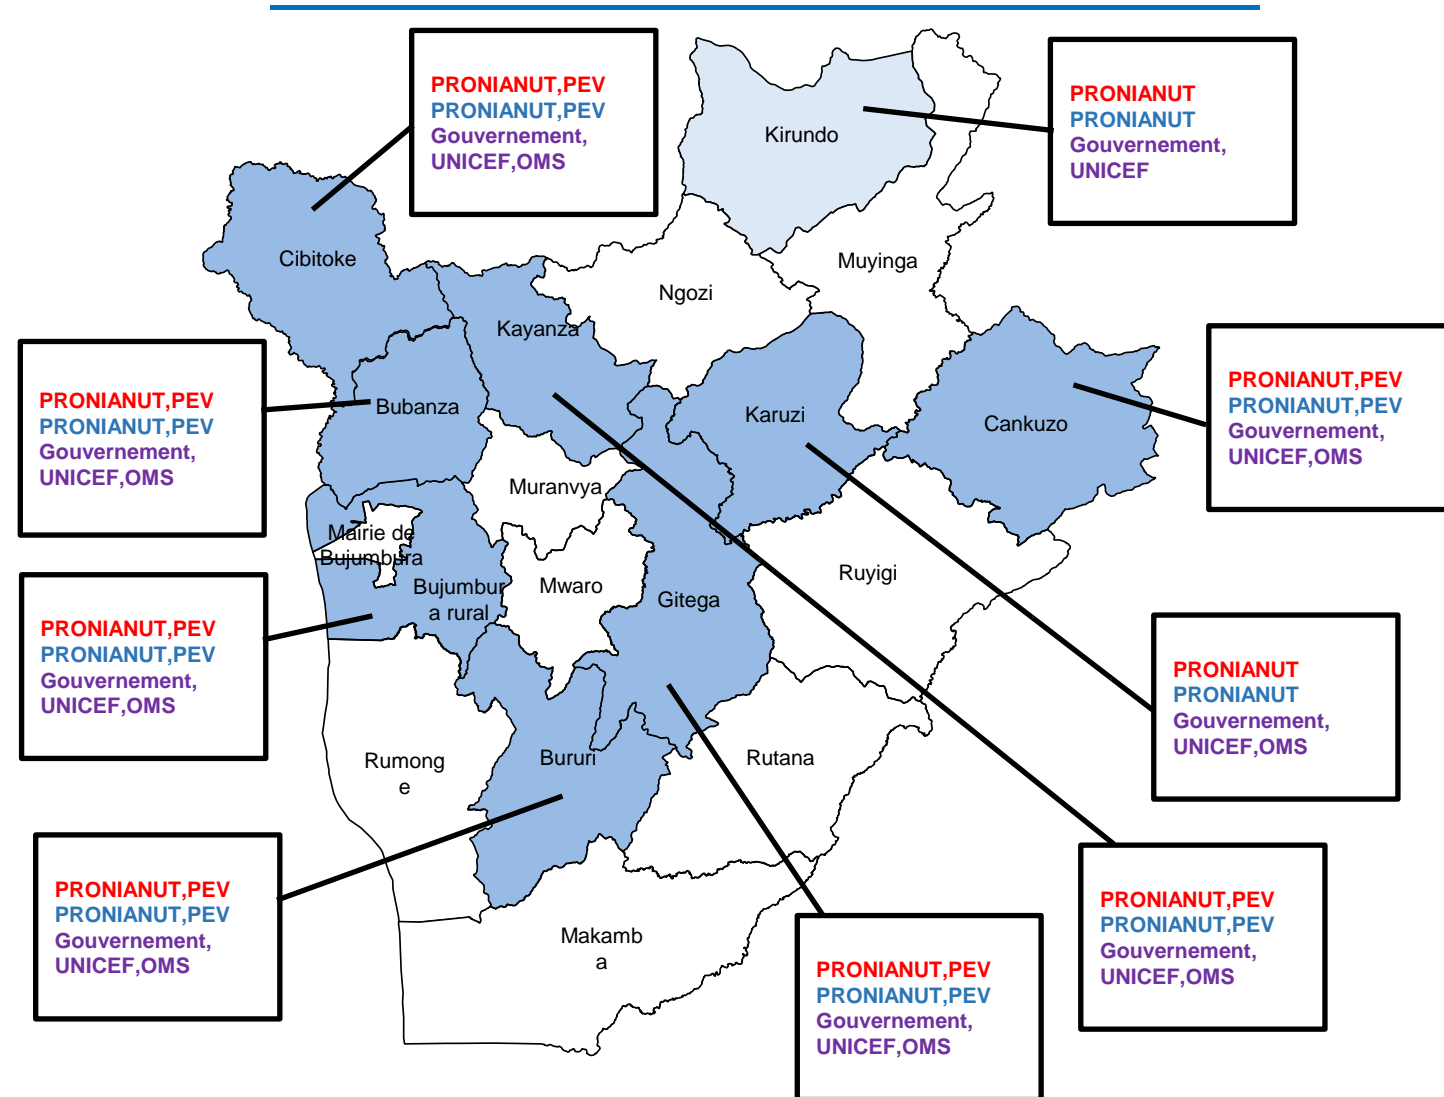 PRONIANUT,PEV
PRONIANUT,PEV
Gouvernement,
UNICEF,OMS
PRONIANUT
PRONIANUT
Gouvernement,
UNICEF
Kirundo
Cibitoke
Muyinga
Ngozi
Kayanza
PRONIANUT,PEV
PRONIANUT,PEV
Gouvernement,
UNICEF,OMS
Bubanza
Karuzi
Cankuzo
PRONIANUT,PEV
PRONIANUT,PEV
Gouvernement,
UNICEF,OMS
Muranvya
Mairie de
Bujumbura
Bujumbur
a rural
Mwaro
Gitega
Ruyigi
PRONIANUT,PEV
PRONIANUT,PEV
Gouvernement,
UNICEF,OMS
PRONIANUT
PRONIANUT
Gouvernement,
UNICEF,OMS
Rumong
e
Bururi
Rutana
PRONIANUT,PEV
PRONIANUT,PEV
Gouvernement,
UNICEF,OMS
Makamb
a
PRONIANUT,PEV
PRONIANUT,PEV
Gouvernement,
UNICEF,OMS
PRONIANUT,PEV
PRONIANUT,PEV
Gouvernement,
UNICEF,OMS